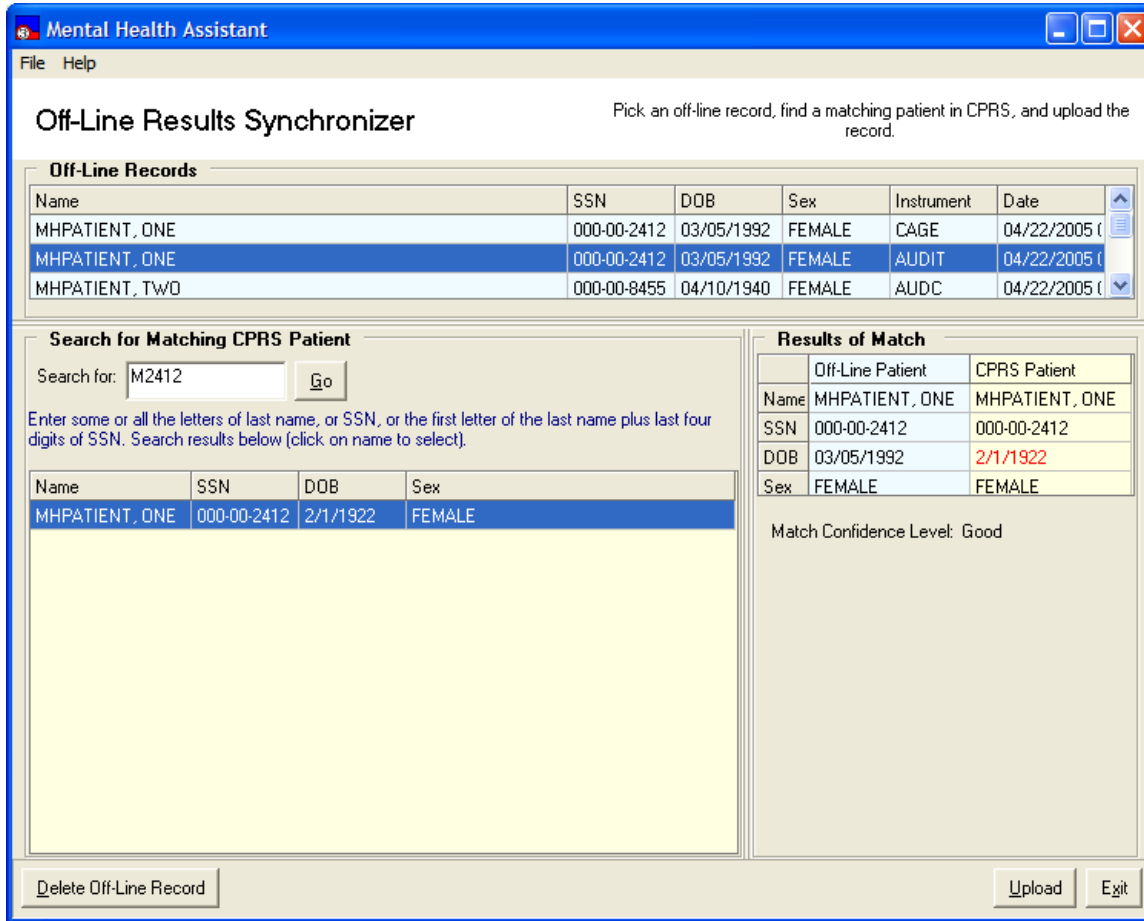 Mental Health Assistant
File Help
Off-Line Results Synchronizer
Pick an off-line record, find a matching patient in CPRS, and upload the
record.
Off-Line Records
Name SSN DOB Sex Instrument Date
MHPATIENT, ONE 000-00-2412 03/05/1992 FEMALE CAGE 04/22/2005 (
MHPATIENT, ONE 000-00-2412 03/05/1992 FEMALE AUDIT 04/22/2005 (
MHPATIENT, TWO 000-00-8455 04/10/1940 FEMALE AUDC 04/22/2005 (
Search for Matching CPRS Patient
Search for: M2412 Go
Enter some or all the letters of last name, or SSN, or the first letter of the last name plus last four
digits of SSN. Search results below (click on name to select).
Name SSN DOB Sex
MHPATIENT, ONE 000-00-2412 2/1/1922 FEMALE
Results of Match
Off-Line Patient CPRS Patient
Name MHPATIENT, ONE MHPATIENT, ONE
SSN 000-00-2412 000-00-2412
DOB 03/05/1992 2/1/1922
Sex FEMALE FEMALE
Match Confidence Level: Good
Delete Off-Line Record Upload Exit